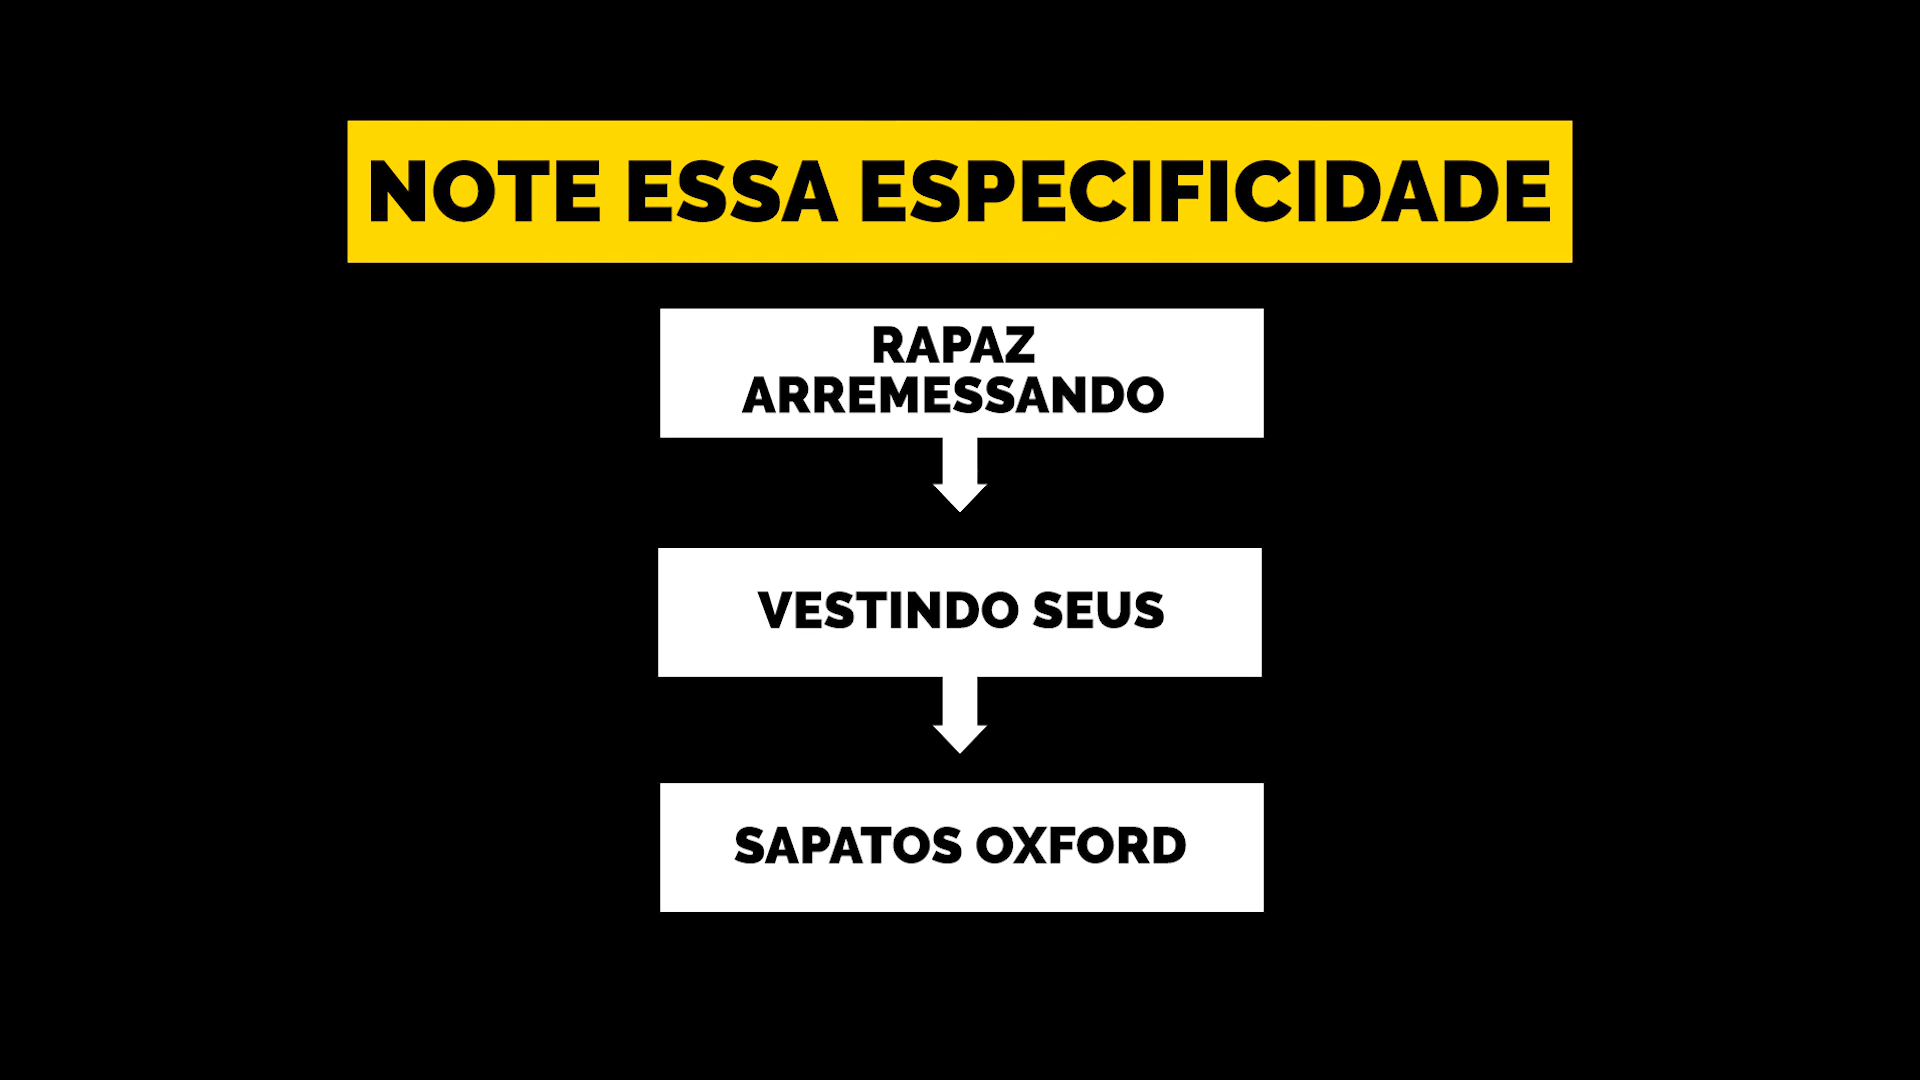 NOTE ESSA ESPECIFICIDADE
RAPAZ
ARREMESSANDO
VESTINDO SEUS
SAPATOS OXFORD